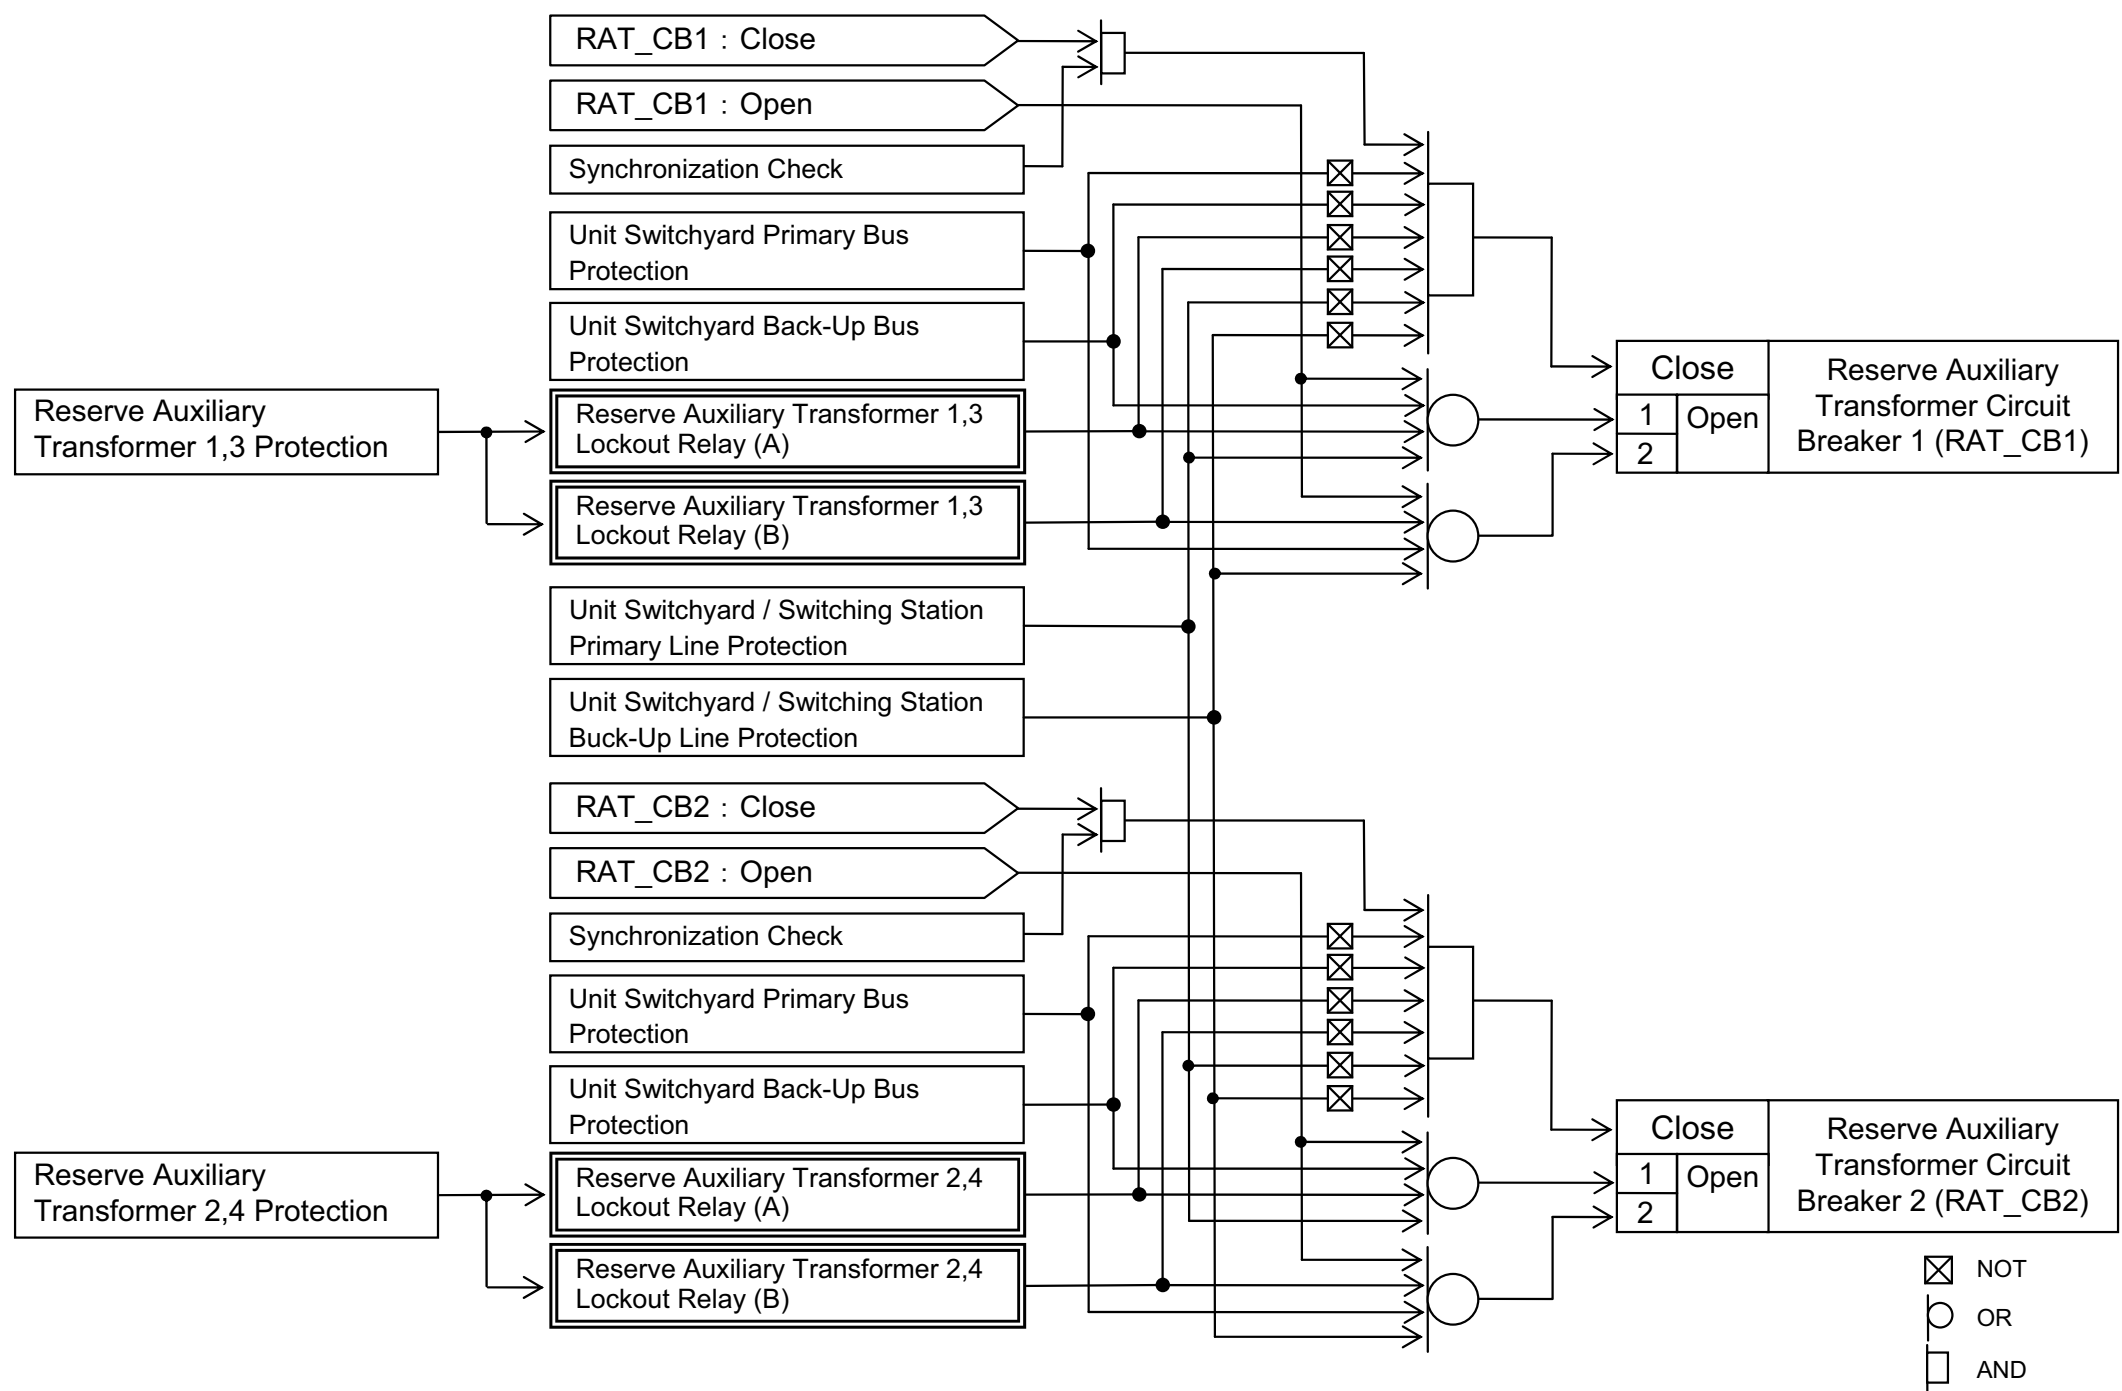 RAT_CB1 : Close
RAT_CB1 : Open
Synchronization Check
Unit Switchyard Primary Bus
Protection
Unit Switchyard Back-Up Bus
Protection
Reserve Auxiliary
Transformer 1,3 Protection
Reserve Auxiliary Transformer 1,3
Lockout Relay (A)
Reserve Auxiliary Transformer 1,3
Lockout Relay (B)
Close
1
Open
2
Reserve Auxiliary
Transformer Circuit
Breaker 1 (RAT_CB1)
Unit Switchyard / Switching Station
Primary Line Protection
Unit Switchyard / Switching Station
Buck-Up Line Protection
RAT_CB2 : Close
RAT_CB2 : Open
Synchronization Check
Unit Switchyard Primary Bus
Protection
Unit Switchyard Back-Up Bus
Protection
Reserve Auxiliary
Transformer 2,4 Protection
Reserve Auxiliary Transformer 2,4
Lockout Relay (A)
Reserve Auxiliary Transformer 2,4
Lockout Relay (B)
Close
1
Open
2
Reserve Auxiliary
Transformer Circuit
Breaker 2 (RAT_CB2)
NOT
OR
AND